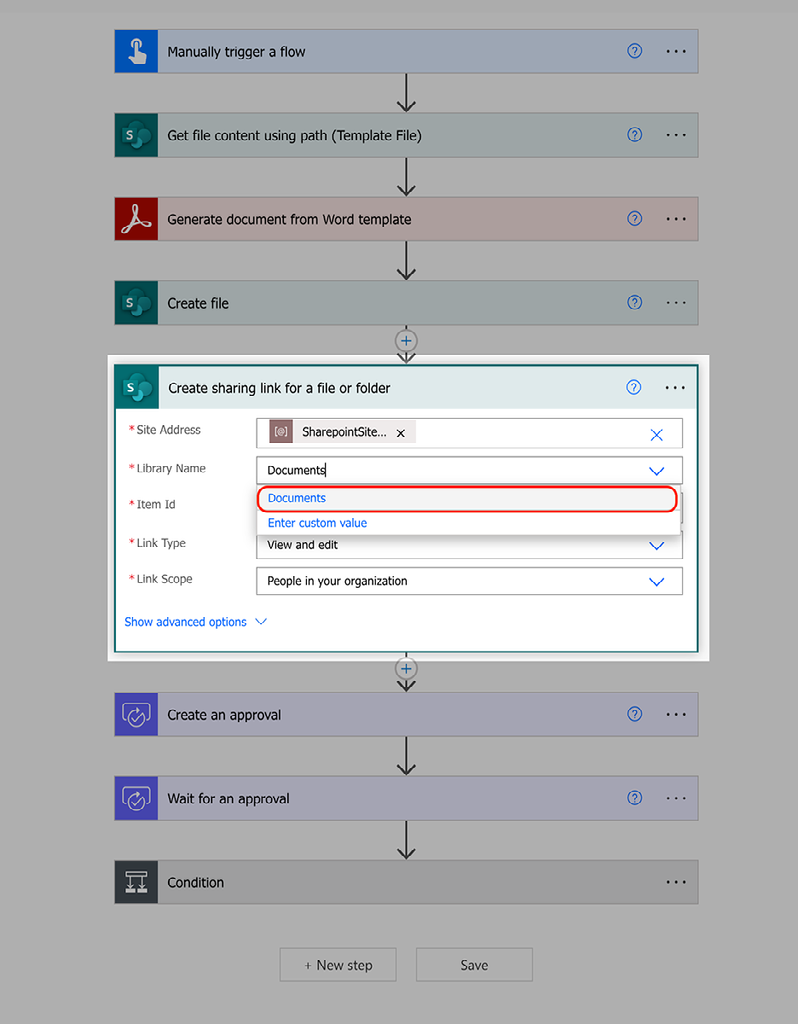 Manually trigger a flow
Get file content using path (Template File)
Generate document from Word template
Create file
Create sharing link for a file or folder
* Site Address
SharepointSite...
* Library Name
Documents
Documents
* Item Id
Enter custom value
* Link Type
View and edit
* Link Scope
People in your organization
Show advanced options
Create an approval
Wait for an approval
Condition
+ New step
Save